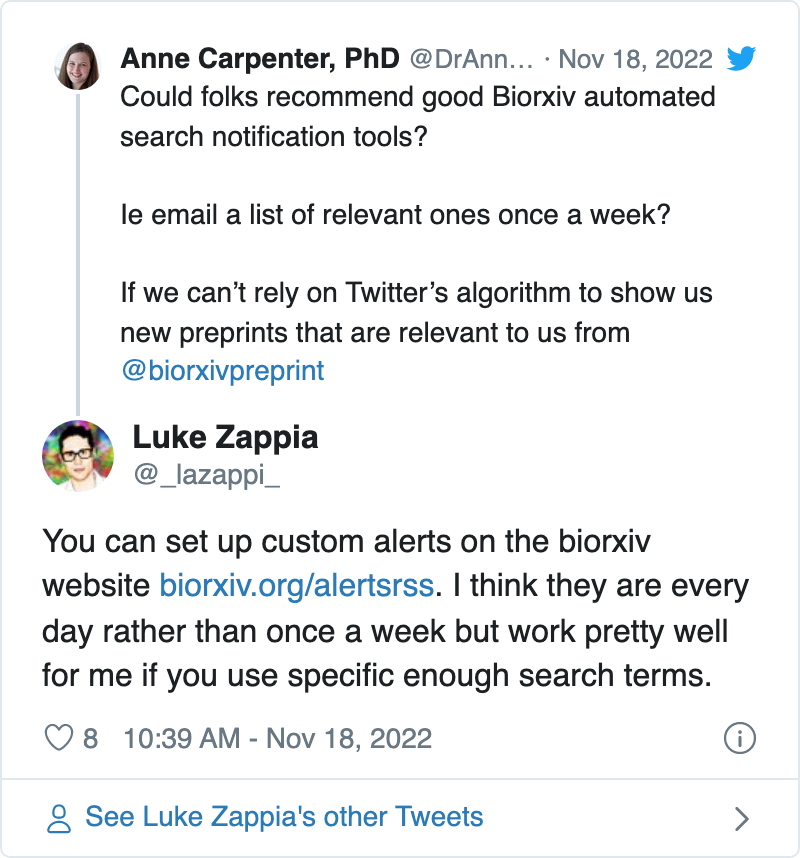 Anne Carpenter, PhD @DrAnn... · Nov 18, 2022
Could folks recommend good Biorxiv automated
search notification tools?
Ie email a list of relevant ones once a week?
If we can’t rely on Twitter’s algorithm to show us
new preprints that are relevant to us from
@biorxivpreprint
Luke Zappia
@_lazappi_
You can set up custom alerts on the biorxiv
website biorxiv.org/alertsrss. I think they are every
day rather than once a week but work pretty well
for me if you use specific enough search terms.
8 10:39 AM - Nov 18, 2022
See Luke Zappia's other Tweets